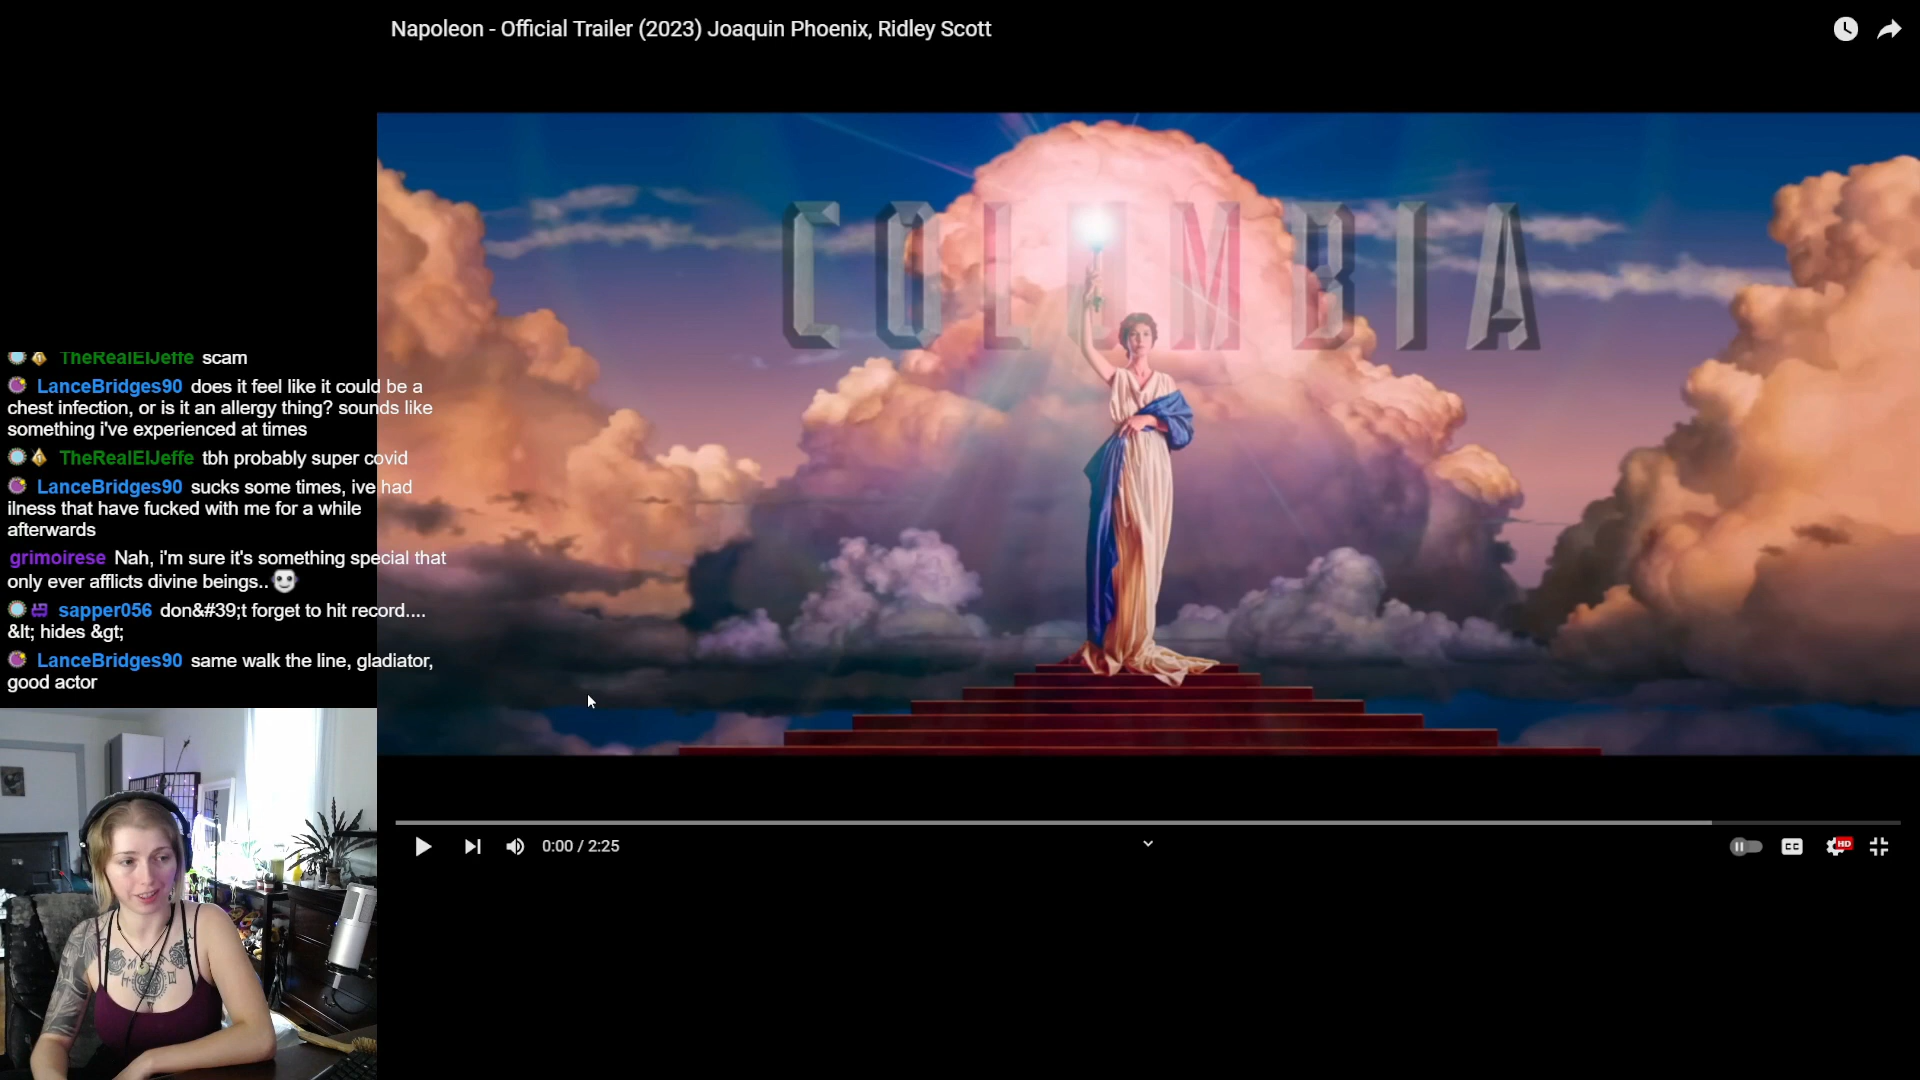 Napoleon - Official Trailer (2023) Joaquin Phoenix, Ridley Scott
COLUMBIA
TheRealElJeffe scam
LanceBridges90 does it feel like it could be a
chest infection, or is it an allergy thing? sounds like
something i've experienced at times
TheRealElJeffe tbh probably super covid
LanceBridges90 sucks some times, ive had
ilness that have fucked with me for a while
afterwards
grimoirese Nah, i'm sure it's something special that
only ever afflicts divine beings..
sapper056 don&#39;t forget to hit record....
&lt; hides &gt;
LanceBridges90 same walk the line, gladiator,
good actor
0:00 / 2:25
CC
HD